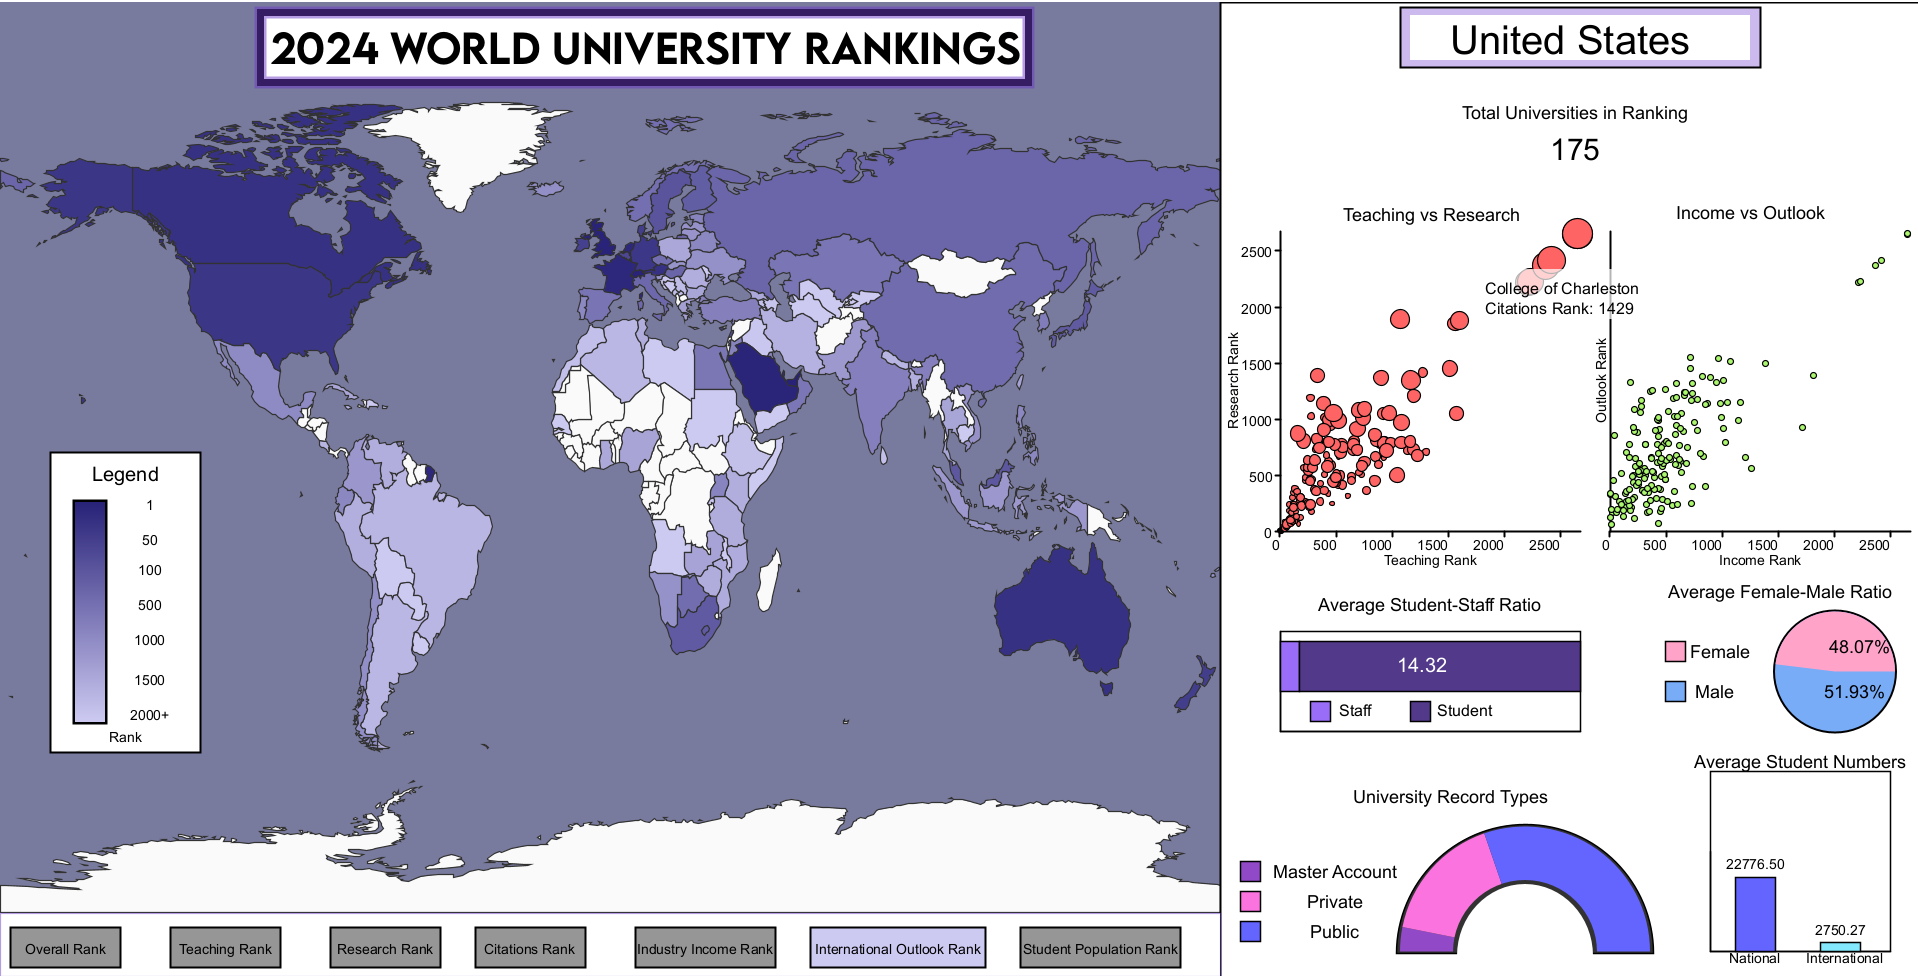 2024 WORLD UNIVERSITY RANKINGS
United States
Total Universities in Ranking
175
Teaching vs Research
Income vs Outlook
Research Rank
2500
2000
1500
1000
500
0
0 500 1000 1500 2000 2500
Teaching Rank
College of Charleston
Citations Rank: 1429
Outlook Rank
0 500 1000 1500 2000 2500
Income Rank
Legend
1
50
100
500
1000
1500
2000+
Rank
Average Student-Staff Ratio
14.32
Staff Student
Average Female-Male Ratio
Female
Male
48.07%
51.93%
University Record Types
Master Account
Private
Public
Average Student Numbers
22776.50
2750.27
National International
Overall Rank
Teaching Rank
Research Rank
Citations Rank
Industry Income Rank
International Outlook Rank
Student Population Rank